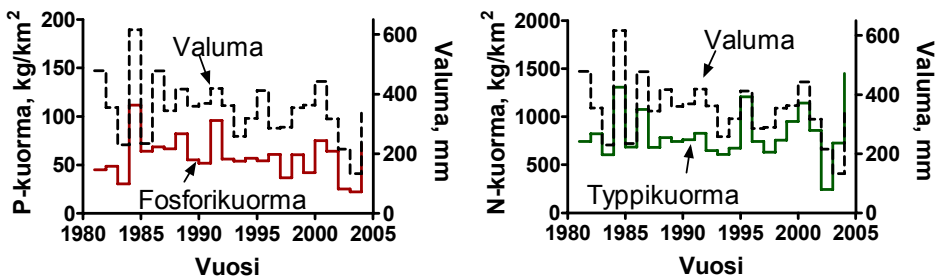 P-kuorma, kg/km²
200
150
100
50
0
Valuma
Fosforikuorma
600
400
200
0
Valuma, mm
1980 1985 1990 1995 2000 2005
Vuosi
N-kuorma, kg/km²
2000
1500
1000
500
0
Valuma
Typpikuorma
600
400
200
0
Valuma, mm
1980 1985 1990 1995 2000 2005
Vuosi